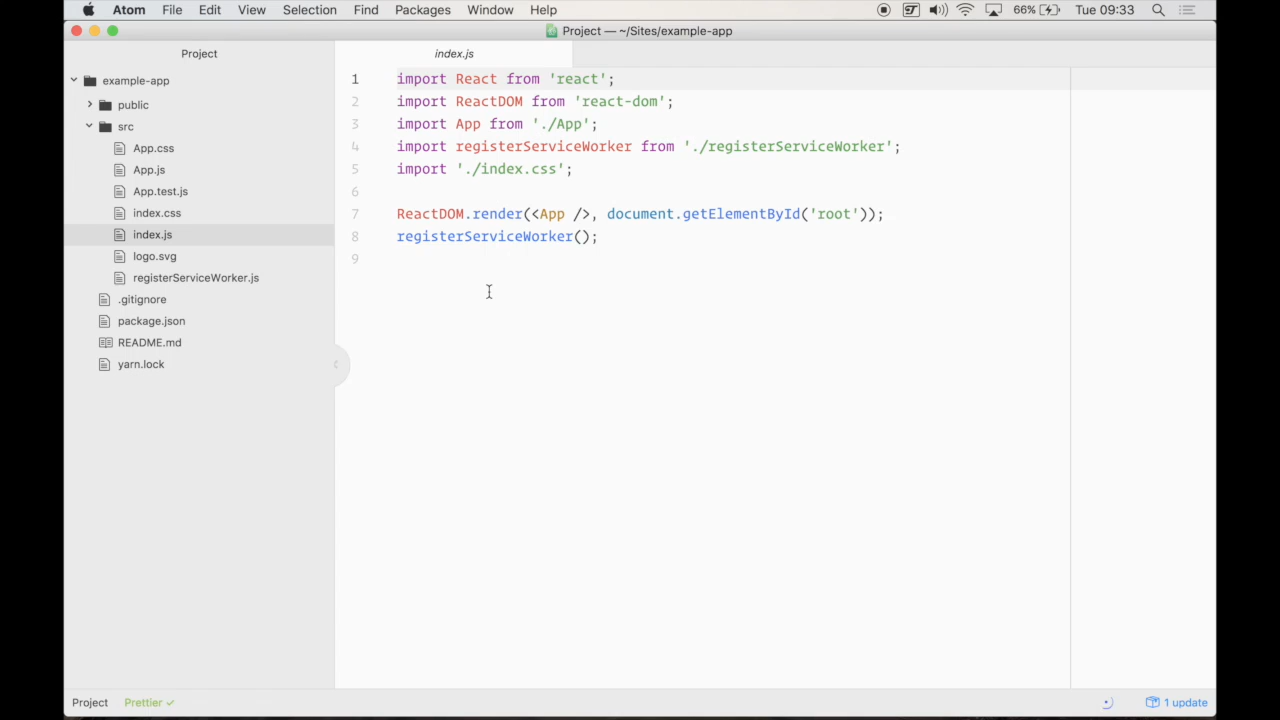 Atom File Edit View Selection Find Packages Window Help 66% Tue 09:33
Project — ~/Sites/example-app
Project
index.js
example-app
public
src
App.css
App.js
App.test.js
index.css
index.js
logo.svg
registerServiceWorker.js
.gitignore
package.json
README.md
yarn.lock
1 import React from 'react';
2 import ReactDOM from 'react-dom';
3 import App from './App';
4 import registerServiceWorker from './registerServiceWorker';
5 import './index.css';
6
7 ReactDOM.render(<App />, document.getElementById('root'));
8 registerServiceWorker();
9
Project Prettier ✓ 1 update